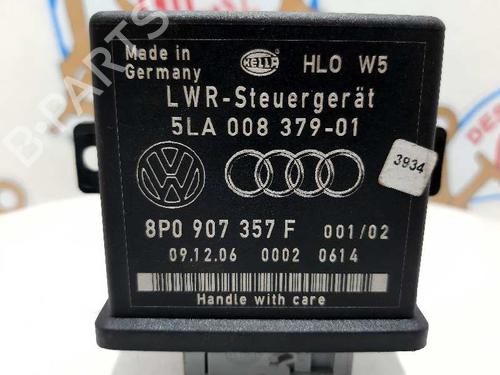 Made in
Germany
HELLA
HLO W5
LWR-Steuergerät
5LA 008 379-01
3934
8P0 907 357 F 001/02
09.12.06 0002 0614
Handle with care
B-PARTS